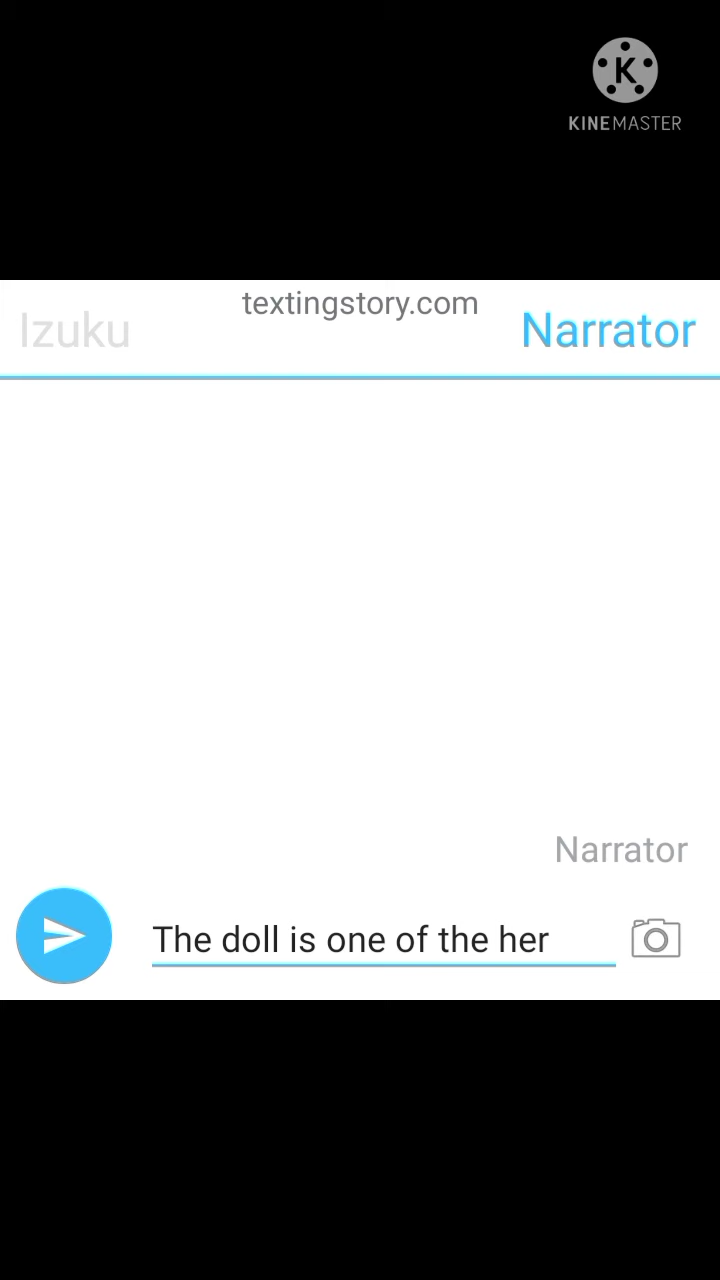 K
KINEMASTER
textingstory.com
Izuku
Narrator
Narrator
The doll is one of the her